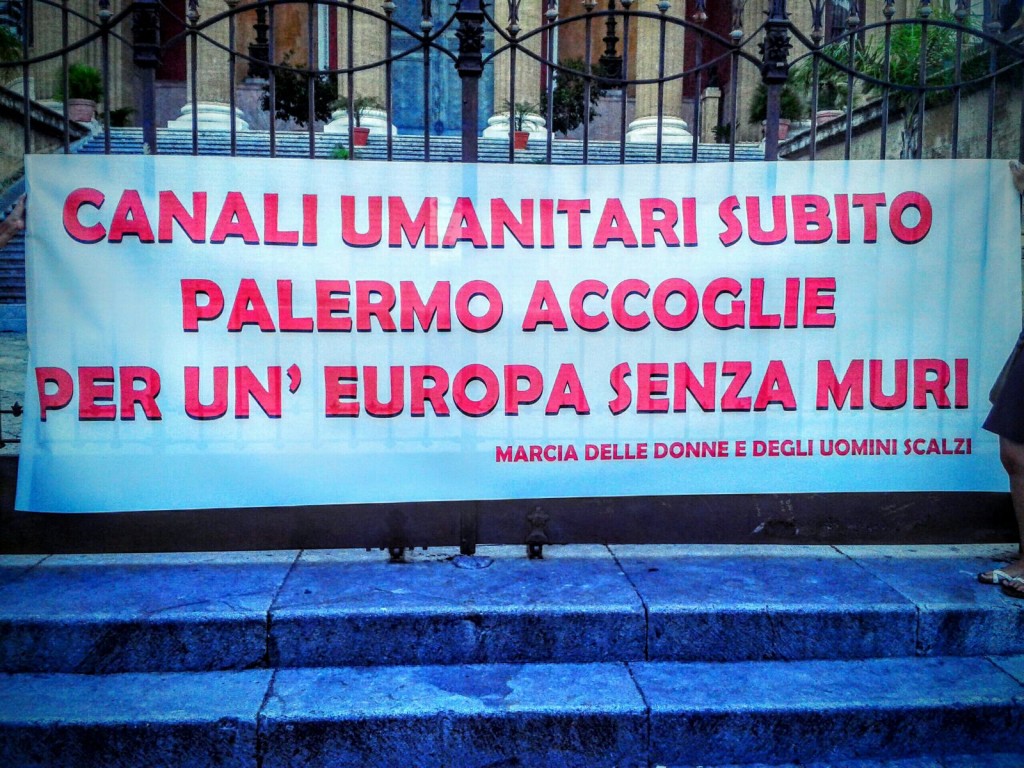 CANALI UMANITARI SUBITO
PALERMO ACCOGLIE
PER UN' EUROPA SENZA MURI
MARCIA DELLE DONNE E DEGLI UOMINI SCALZI